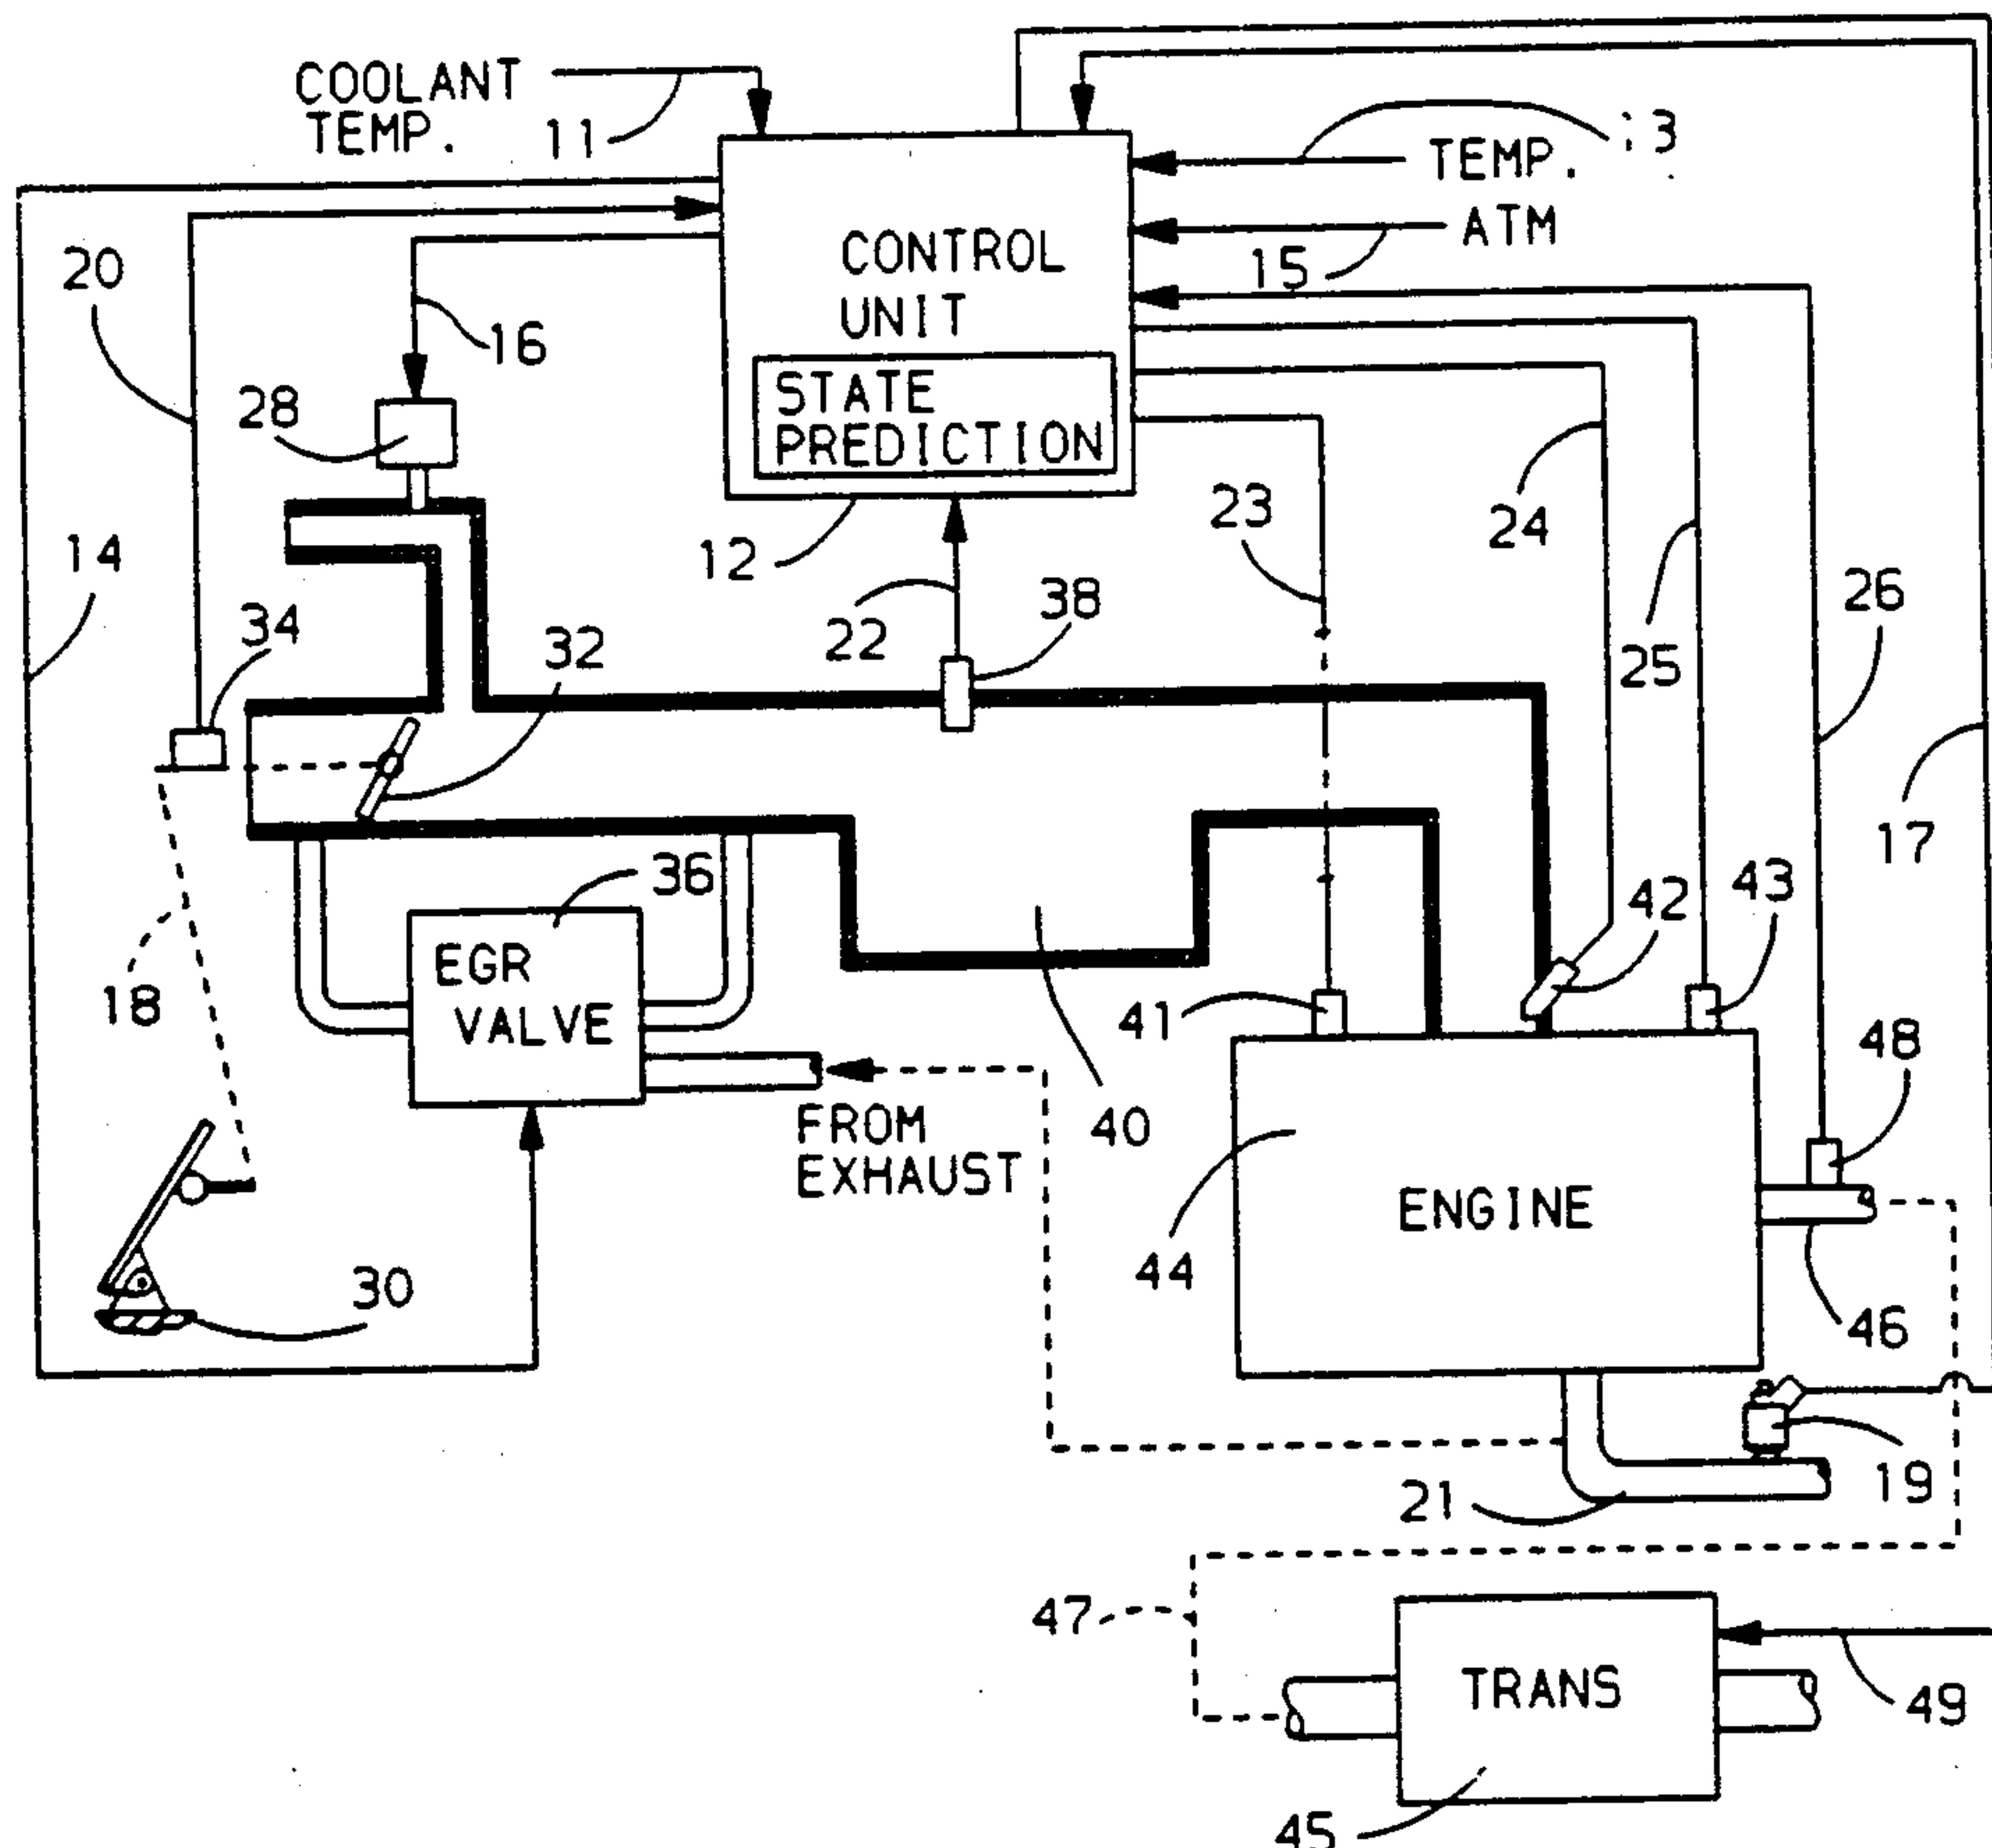 COOLANT
TEMP.
11
13
TEMP.
ATM
15
20
16
CONTROL
UNIT
28
STATE
PREDICTION
23
24
14
12
26
38
34
32
22
25
17
36
43
42
EGR
VALVE
18
41
48
40
FROM
EXHAUST
ENGINE
44
30
46
19
21
47
TRANS
49
45